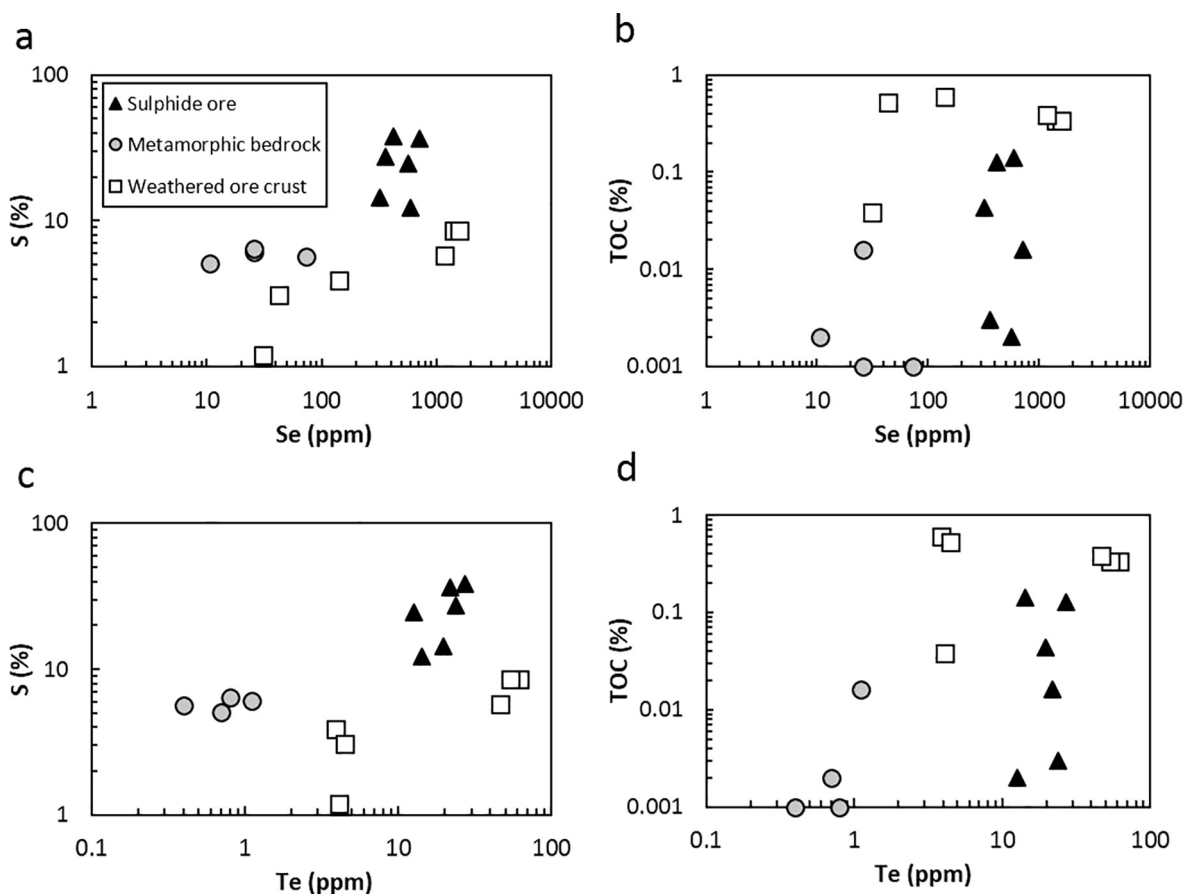 a
100
10
1
S (%)
Sulphide ore
Metamorphic bedrock
Weathered ore crust
1 10 100 1000 10000
Se (ppm)
b
1
0.1
0.01
0.001
TOC (%)
1 10 100 1000 10000
Se (ppm)
c
100
10
1
S (%)
0.1 1 10 100
Te (ppm)
d
1
0.1
0.01
0.001
TOC (%)
0.1 1 10 100
Te (ppm)